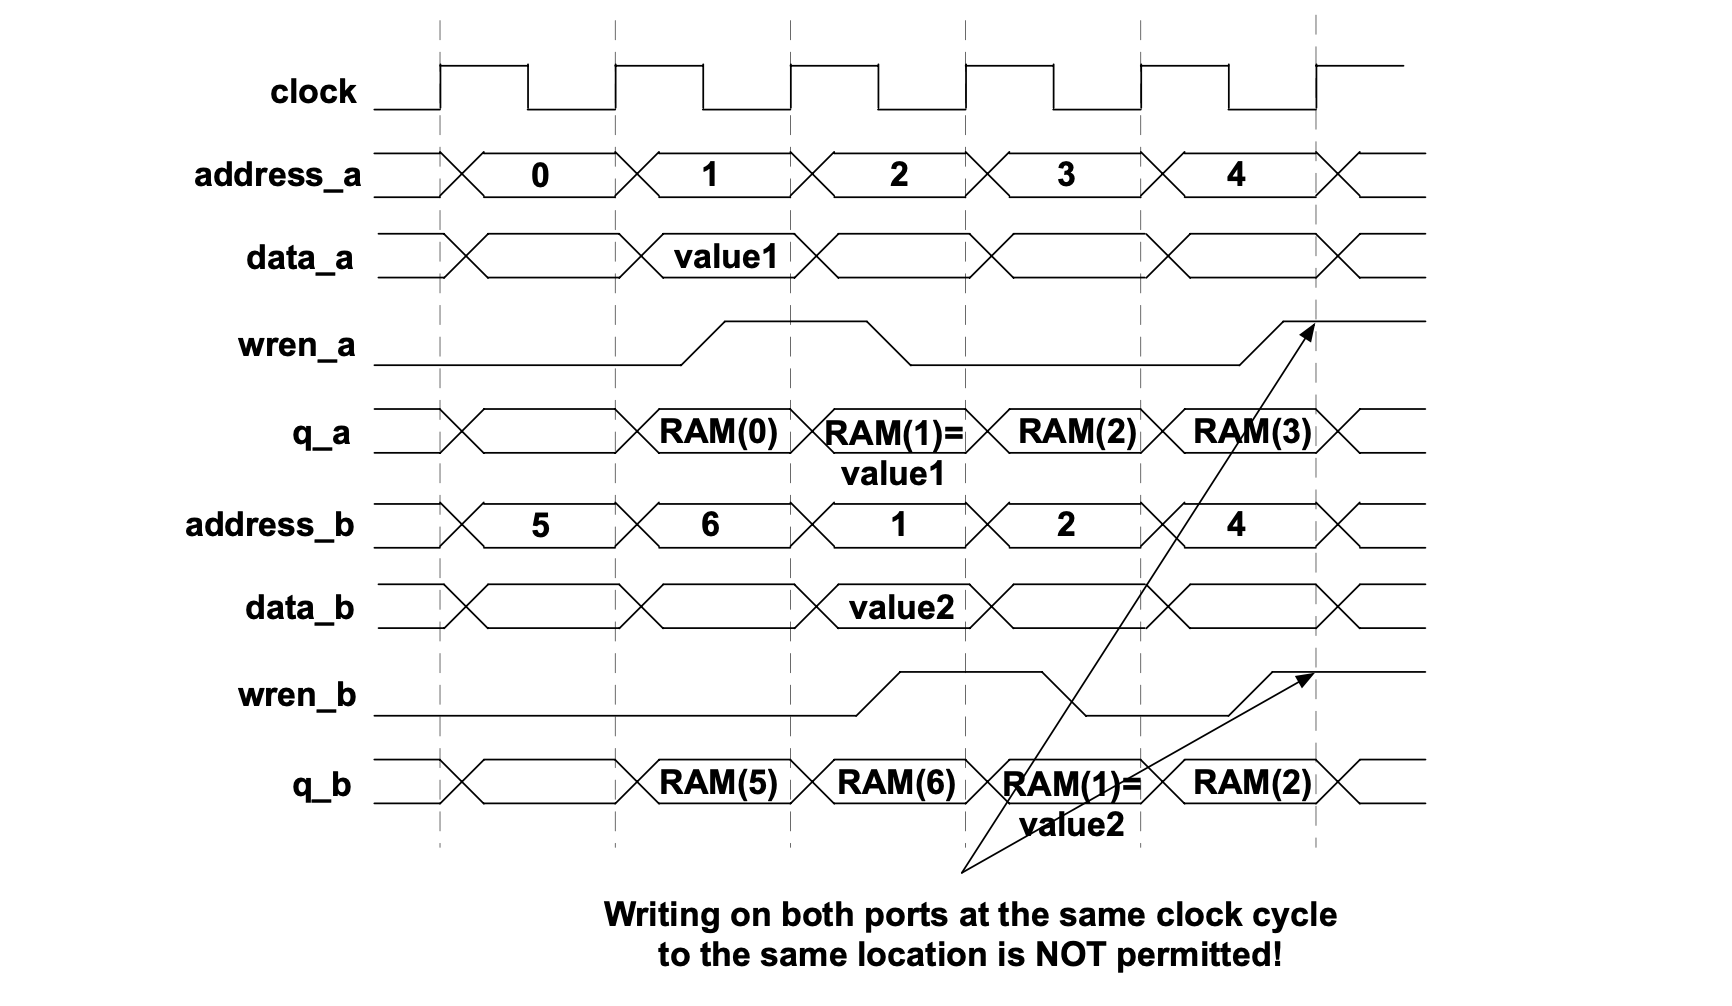 clock
address_a 0 1 2 3 4
data_a value1
wren_a
q_a RAM(0) RAM(1)= RAM(2) RAM(3)
value1
address_b 5 6 1 2 4
data_b value2
wren_b
q_b RAM(5) RAM(6) RAM(1)= RAM(2)
value2
Writing on both ports at the same clock cycle
to the same location is NOT permitted!